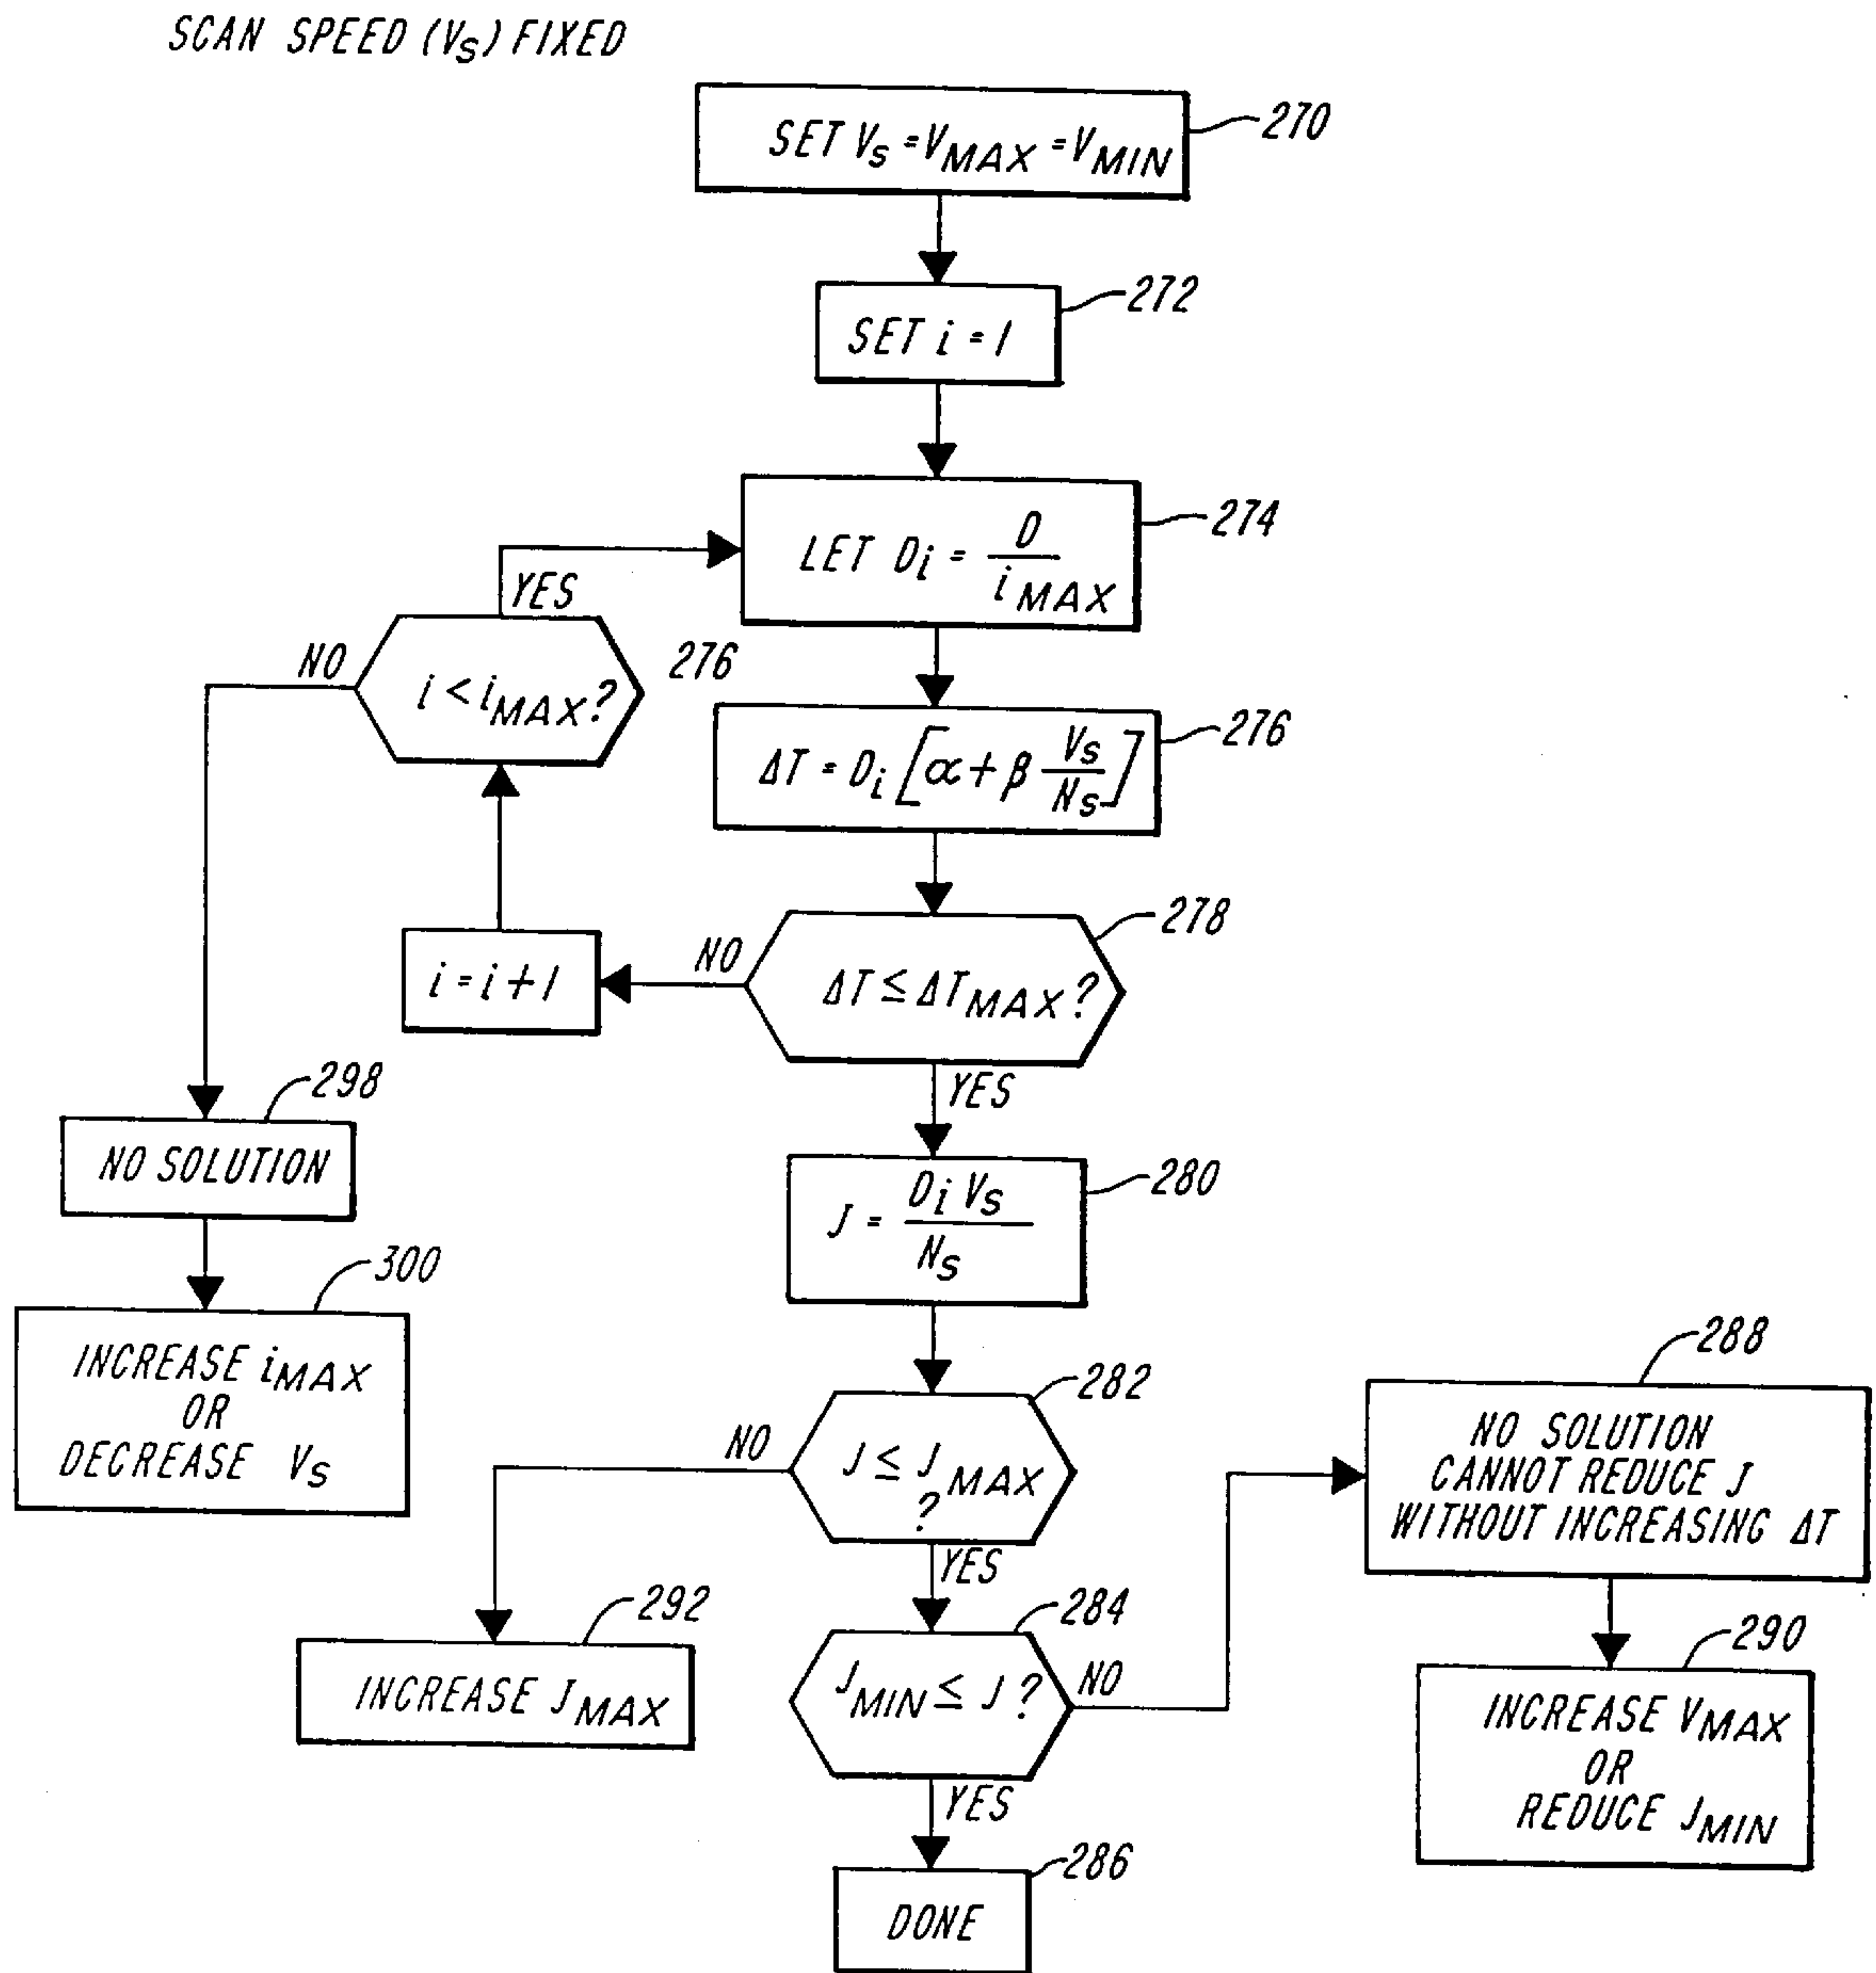 SCAN SPEED (VS) FIXED
SET VS = VMAX = VMIN
270
SET i = 1
272
LET Di = D / iMAX
274
YES
NO
i < iMAX ?
276
ΔT = Di [α + β VS / NS]
276
ΔT ≤ ΔTMAX ?
278
NO
i = i + 1
YES
298
NO SOLUTION
J = Di VS / NS
280
300
INCREASE iMAX
OR
DECREASE VS
J ≤ JMAX
?
282
NO
YES
288
NO SOLUTION
CANNOT REDUCE J
WITHOUT INCREASING ΔT
292
INCREASE JMAX
JMIN ≤ J ?
284
NO
YES
290
INCREASE VMAX
OR
REDUCE JMIN
286
DONE